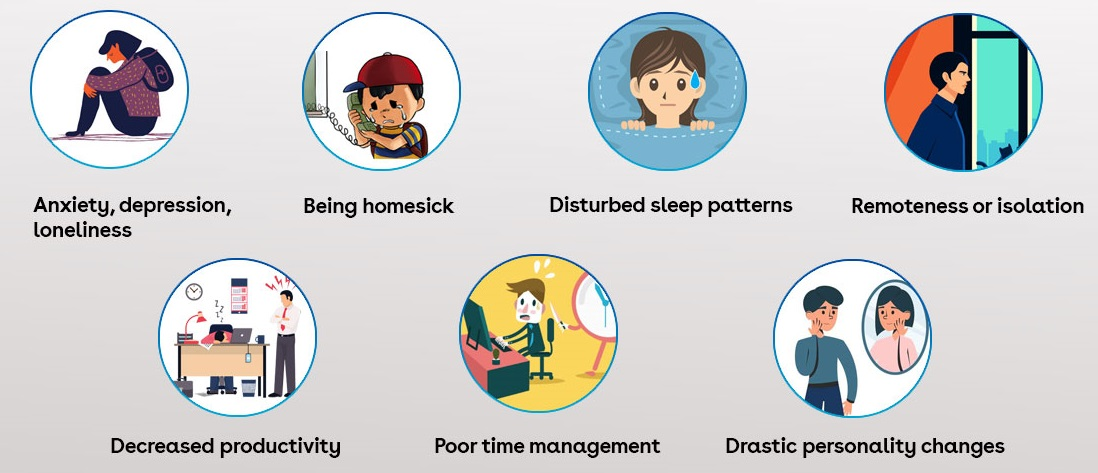 Anxiety, depression,
loneliness
Being homesick
Disturbed sleep patterns
Remoteness or isolation
Decreased productivity
Poor time management
Drastic personality changes